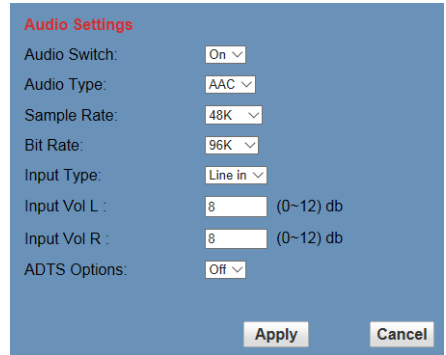 Audio Settings
Audio Switch: On
Audio Type: AAC
Sample Rate: 48K
Bit Rate: 96K
Input Type: Line in
Input Vol L : 8 (0~12) db
Input Vol R : 8 (0~12) db
ADTS Options: Off
Apply Cancel